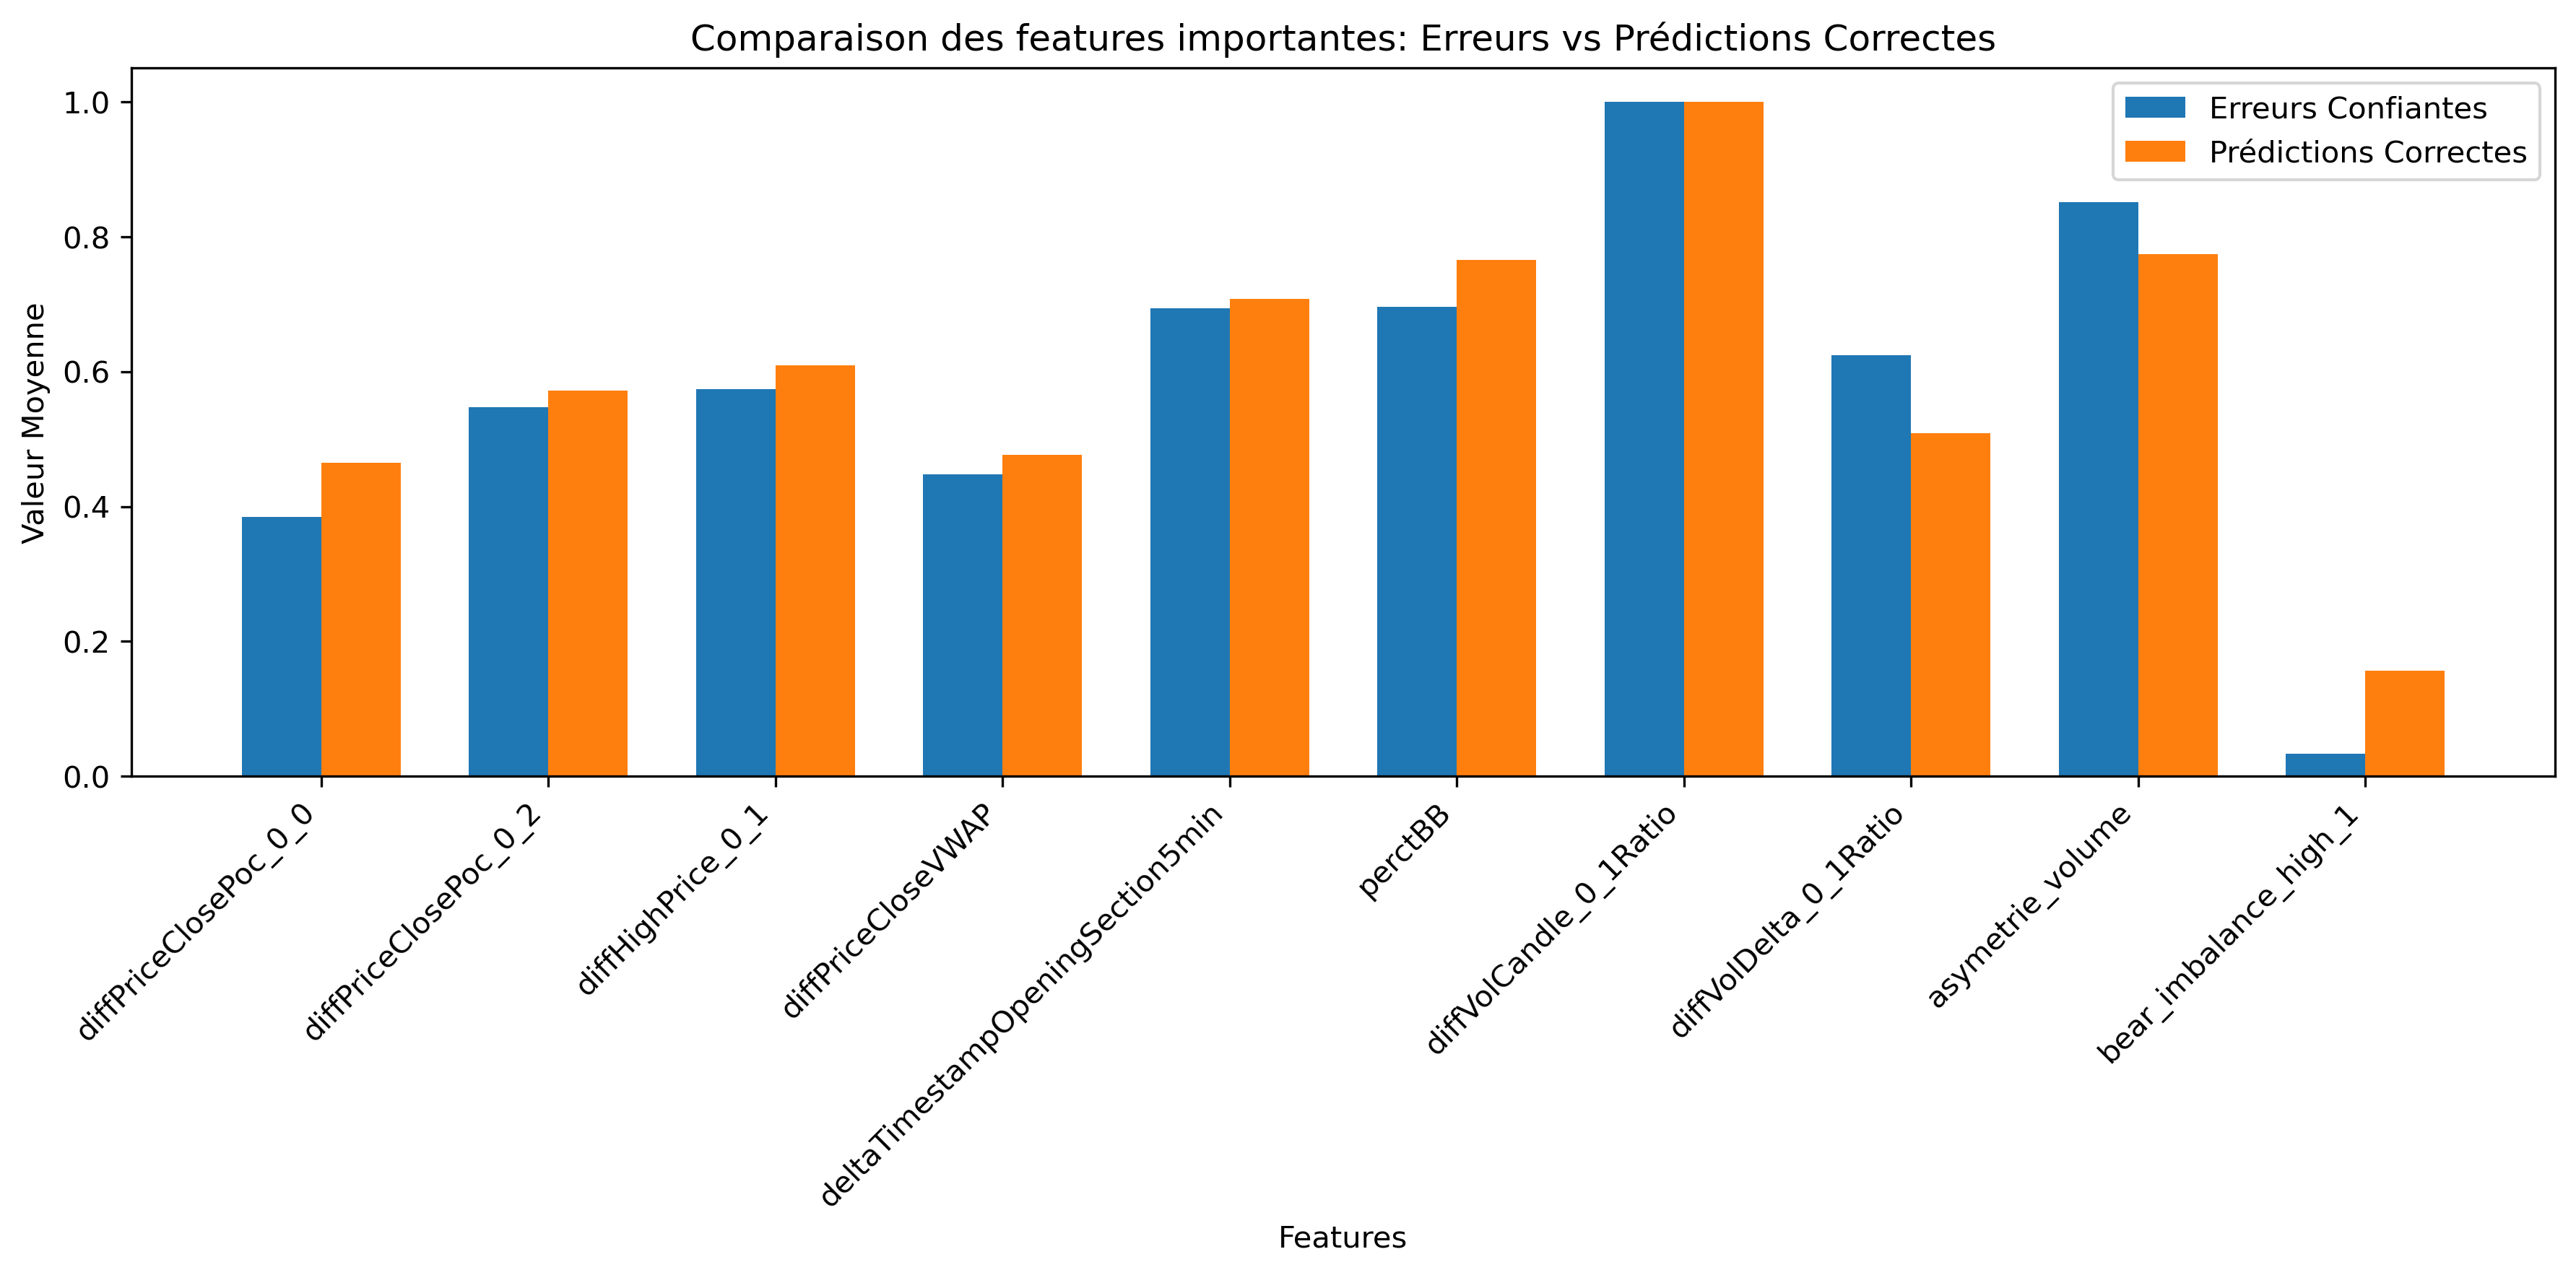 Comparaison des features importantes: Erreurs vs Prédictions Correctes
Erreurs Confiantes
Prédictions Correctes
Valeur Moyenne
1.0
0.8
0.6
0.4
0.2
0.0
diffPriceClosePoc_0_0
diffPriceClosePoc_0_2
diffHighPrice_0_1
diffPriceCloseVWAP
deltaTimestampOpeningSection5min
perctBB
diffVolCandle_0_1Ratio
diffVolDelta_0_1Ratio
asymetrie_volume
bear_imbalance_high_1
Features